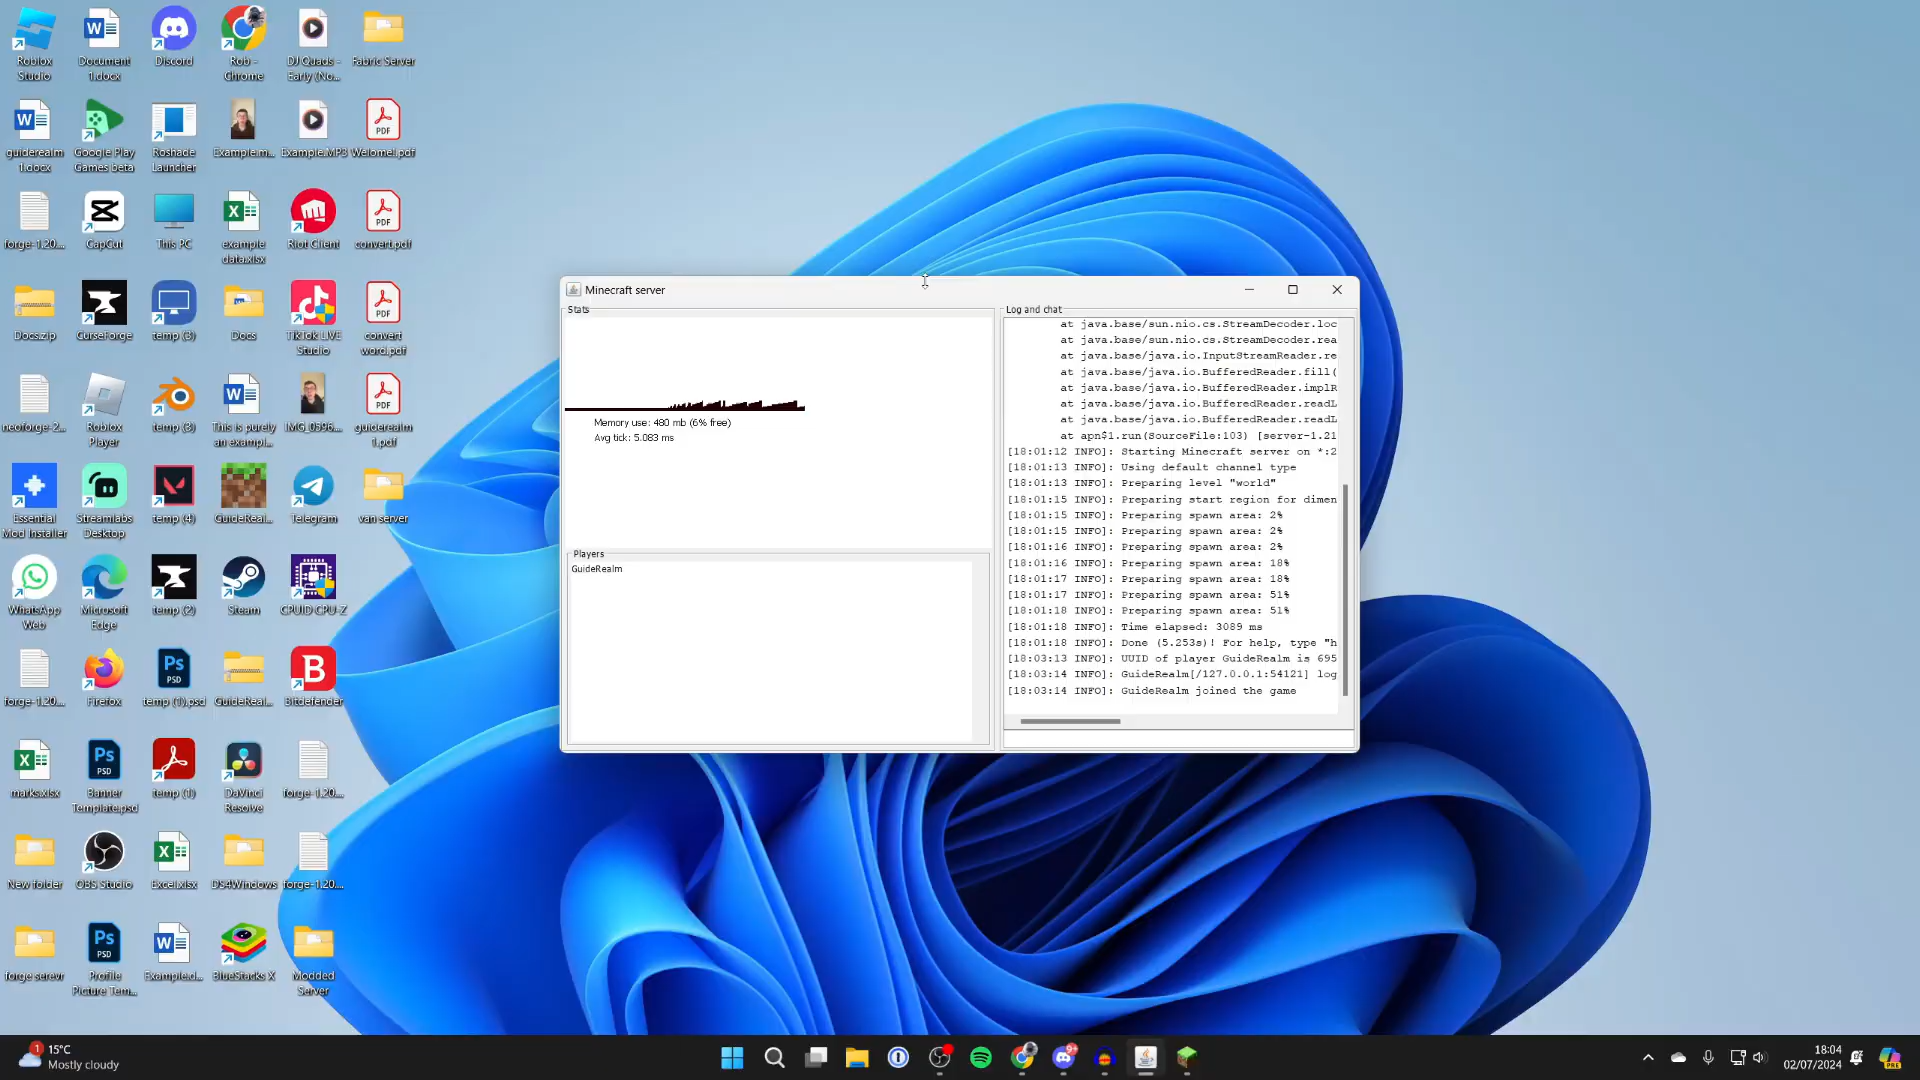 Roblox
Studio
Document
1.docx
Discord
Rob -
Chrome
DJ Quads -
Early (No...
Fabric Server
guiderealm
1.docx
Google Play
Games beta
Roshade
Launcher
Example.m...
Example.MP3
Welome!.pdf
forge-1.20....
CapCut
This PC
example
data.xlsx
Riot Client
convert.pdf
Docs.zip
CurseForge
temp (3)
Docs
TikTok LIVE
Studio
convert
word.pdf
neoforge-2...
Roblox
Player
temp (3)
This is purely
an exampl...
IMG_0396....
guiderealm
1.pdf
Essential
Mod Installer
Streamlabs
Desktop
temp (4)
GuideReal...
Telegram
van server
WhatsApp
Web
Microsoft
Edge
temp (2)
Steam
CPUID CPU-Z
forge-1.20....
Firefox
temp (1).psd
GuideReal...
Bitdefender
marks.xlsx
Banner
Template.psd
temp (1)
DaVinci
Resolve
forge-1.20....
New folder
OBS Studio
Excel.xlsx
DS4Windows
forge-1.20....
forge serevr
Profile
Picture Tem...
Example.d...
BlueStacks X
Modded
Server
Minecraft server
Stats
Memory use: 480 mb (6% free)
Avg tick: 5.083 ms
Players
GuideRealm
Log and chat
at java.base/sun.nio.cs.StreamDecoder.loc
at java.base/sun.nio.cs.StreamDecoder.rea
at java.base/java.io.InputStreamReader.re
at java.base/java.io.BufferedReader.fill(
at java.base/java.io.BufferedReader.implR
at java.base/java.io.BufferedReader.readL
at java.base/java.io.BufferedReader.readL
at apn$1.run(SourceFile:103) [server-1.21
[18:01:12 INFO]: Starting Minecraft server on *:2
[18:01:13 INFO]: Using default channel type
[18:01:13 INFO]: Preparing level "world"
[18:01:15 INFO]: Preparing start region for dimen
[18:01:15 INFO]: Preparing spawn area: 2%
[18:01:15 INFO]: Preparing spawn area: 2%
[18:01:16 INFO]: Preparing spawn area: 2%
[18:01:16 INFO]: Preparing spawn area: 18%
[18:01:17 INFO]: Preparing spawn area: 18%
[18:01:17 INFO]: Preparing spawn area: 51%
[18:01:18 INFO]: Preparing spawn area: 51%
[18:01:18 INFO]: Time elapsed: 3089 ms
[18:01:18 INFO]: Done (5.253s)! For help, type "h
[18:03:13 INFO]: UUID of player GuideRealm is 695
[18:03:14 INFO]: GuideRealm[/127.0.0.1:54121] log
[18:03:14 INFO]: GuideRealm joined the game
1
15°C
Mostly cloudy
9+
18:04
02/07/2024